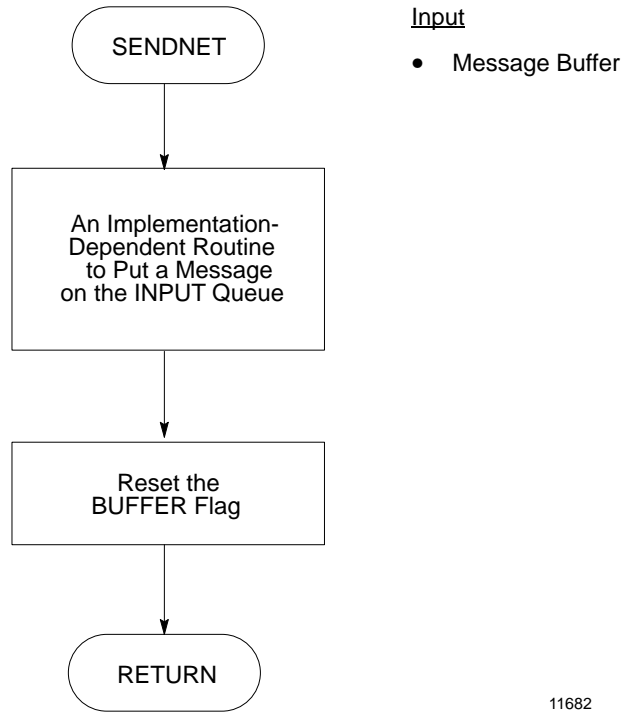 SENDNET
Input
• Message Buffer
An Implementation-
Dependent Routine
to Put a Message
on the INPUT Queue
Reset the
BUFFER Flag
RETURN
11682